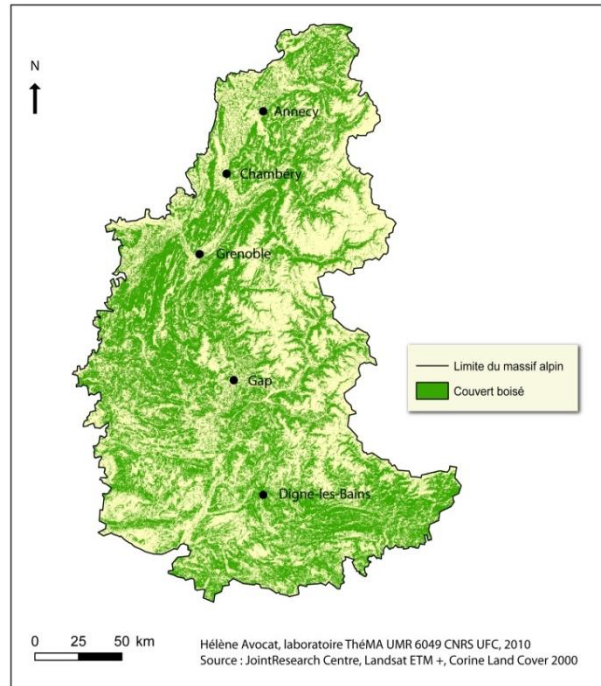 N
Annecy
Chambéry
Grenoble
Limite du massif alpin
Couvert boisé
Gap
Digne-les-Bains
0 25 50 km
Hélène Avocat, laboratoire ThéMA UMR 6049 CNRS UFC, 2010
Source : JointResearch Centre, Landsat ETM +, Corine Land Cover 2000